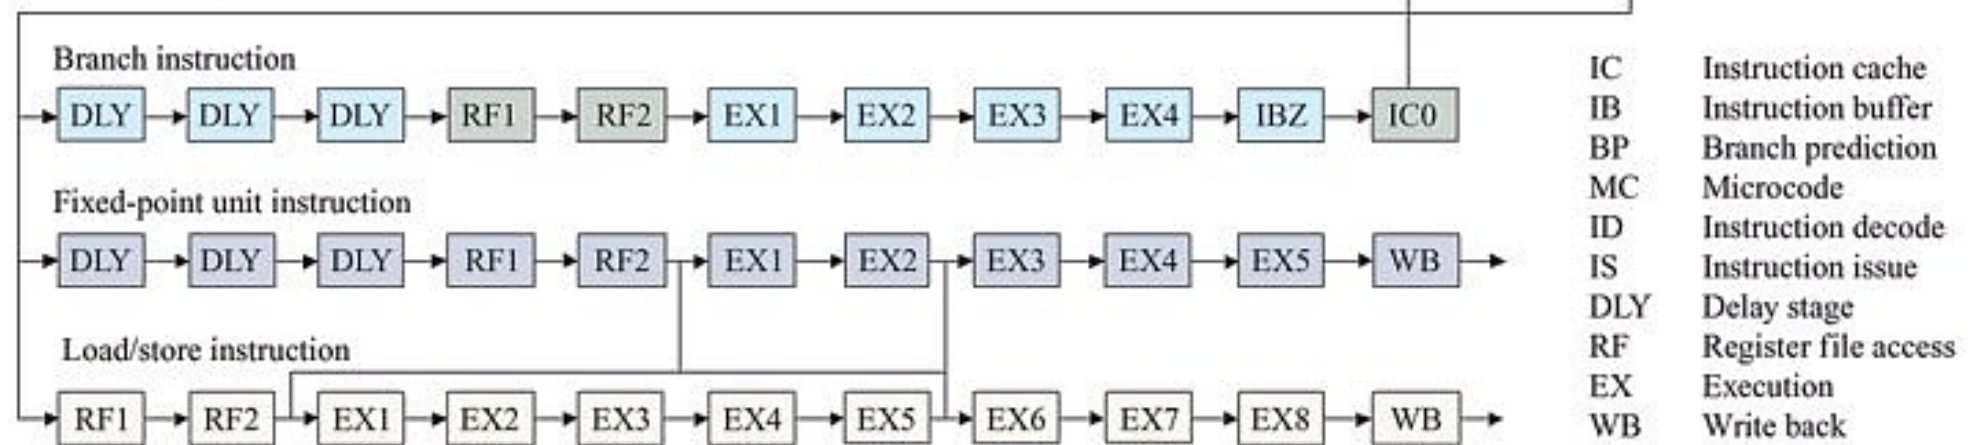 Branch instruction
DLY DLY DLY RF1 RF2 EX1 EX2 EX3 EX4 IBZ IC0
Fixed-point unit instruction
DLY DLY DLY RF1 RF2 EX1 EX2 EX3 EX4 EX5 WB
Load/store instruction
RF1 RF2 EX1 EX2 EX3 EX4 EX5 EX6 EX7 EX8 WB
IC Instruction cache
IB Instruction buffer
BP Branch prediction
MC Microcode
ID Instruction decode
IS Instruction issue
DLY Delay stage
RF Register file access
EX Execution
WB Write back